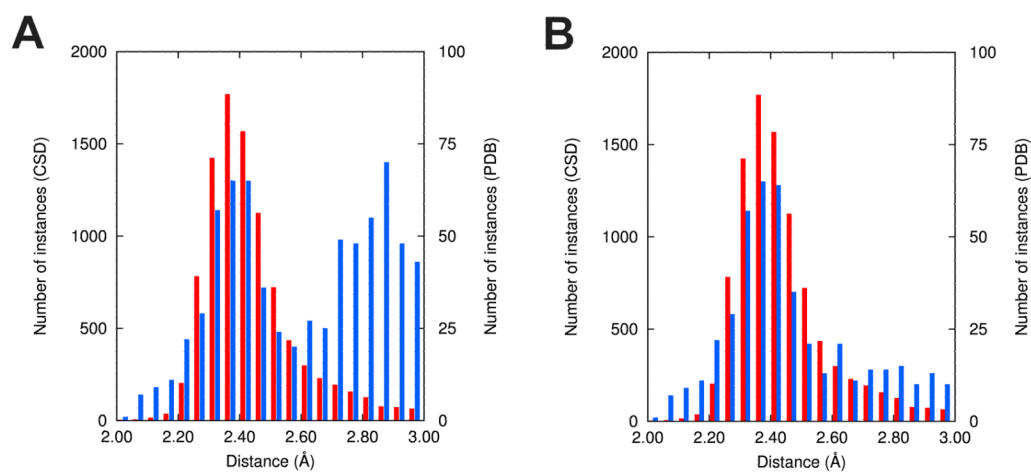 A
2000
1500
1000
500
0
100
75
50
25
0
2.00 2.20 2.40 2.60 2.80 3.00
Number of instances (CSD)
Number of instances (PDB)
Distance (Å)
B
2000
1500
1000
500
0
100
75
50
25
0
2.00 2.20 2.40 2.60 2.80 3.00
Number of instances (CSD)
Number of instances (PDB)
Distance (Å)